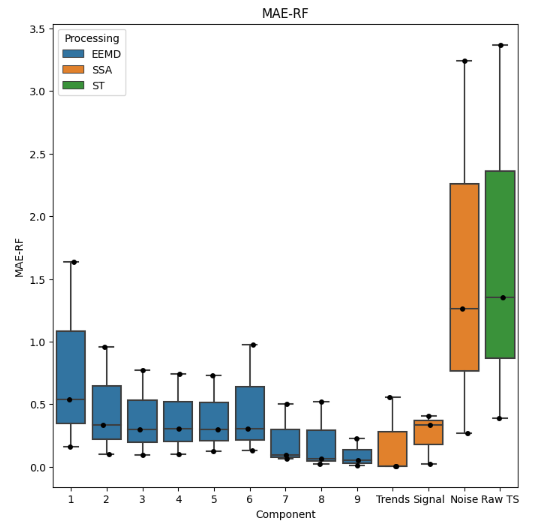 MAE-RF
Processing
EEMD
SSA
ST
MAE-RF
3.5
3.0
2.5
2.0
1.5
1.0
0.5
0.0
1 2 3 4 5 6 7 8 9 Trends Signal Noise Raw TS
Component